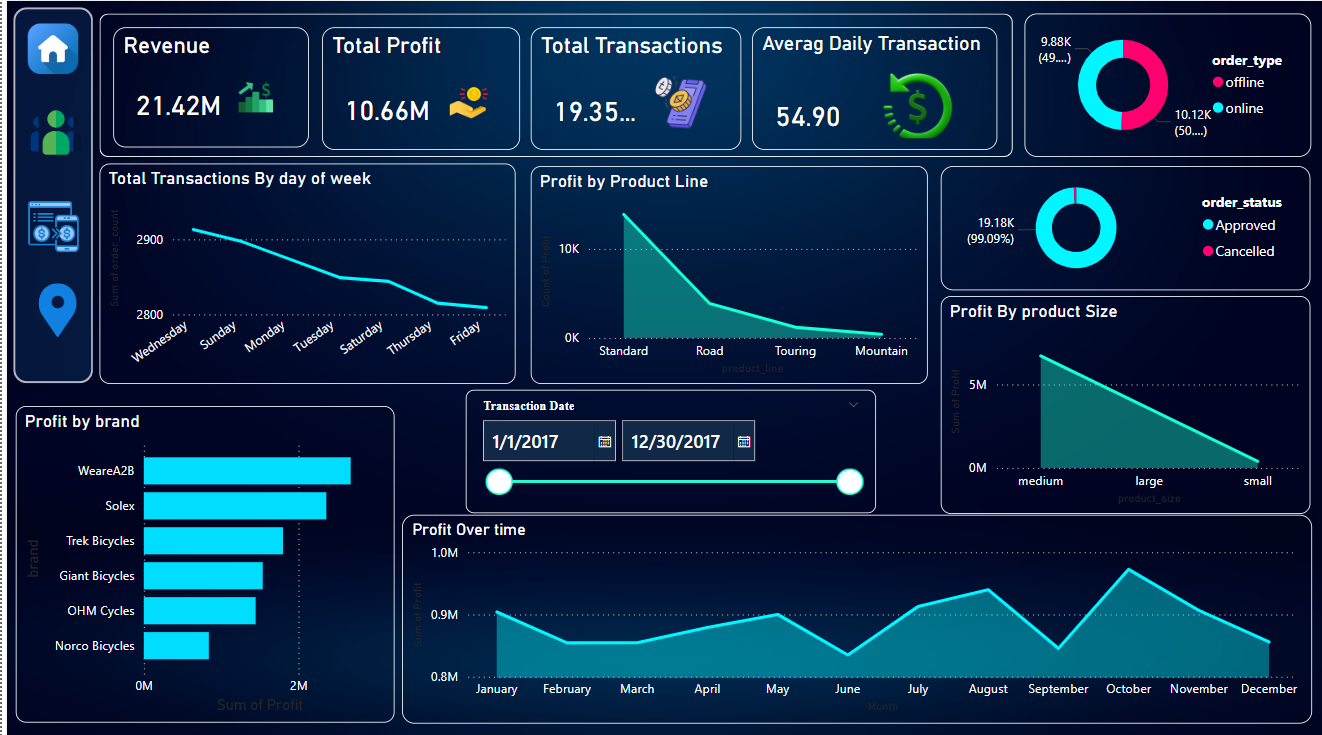 Revenue
21.42M
Total Profit
10.66M
Total Transactions
19.35...
Averag Daily Transaction
54.90
9.88K
(49....)
10.12K
(50....)
order_type
offline
online
Total Transactions By day of week
Sum of order_count
2900
2800
Wednesday
Sunday
Monday
Tuesday
Saturday
Thursday
Friday
Profit by Product Line
Count of Profit
10K
0K
Standard
Road
Touring
Mountain
product_line
19.18K
(99.09%)
order_status
Approved
Cancelled
Profit By product Size
Sum of Profit
5M
0M
medium
large
small
product_size
Profit by brand
brand
WeareA2B
Solex
Trek Bicycles
Giant Bicycles
OHM Cycles
Norco Bicycles
0M
2M
Sum of Profit
Transaction Date
1/1/2017
12/30/2017
Profit Over time
Sum of Profit
1.0M
0.9M
0.8M
January
February
March
April
May
June
July
August
September
October
November
December
Month